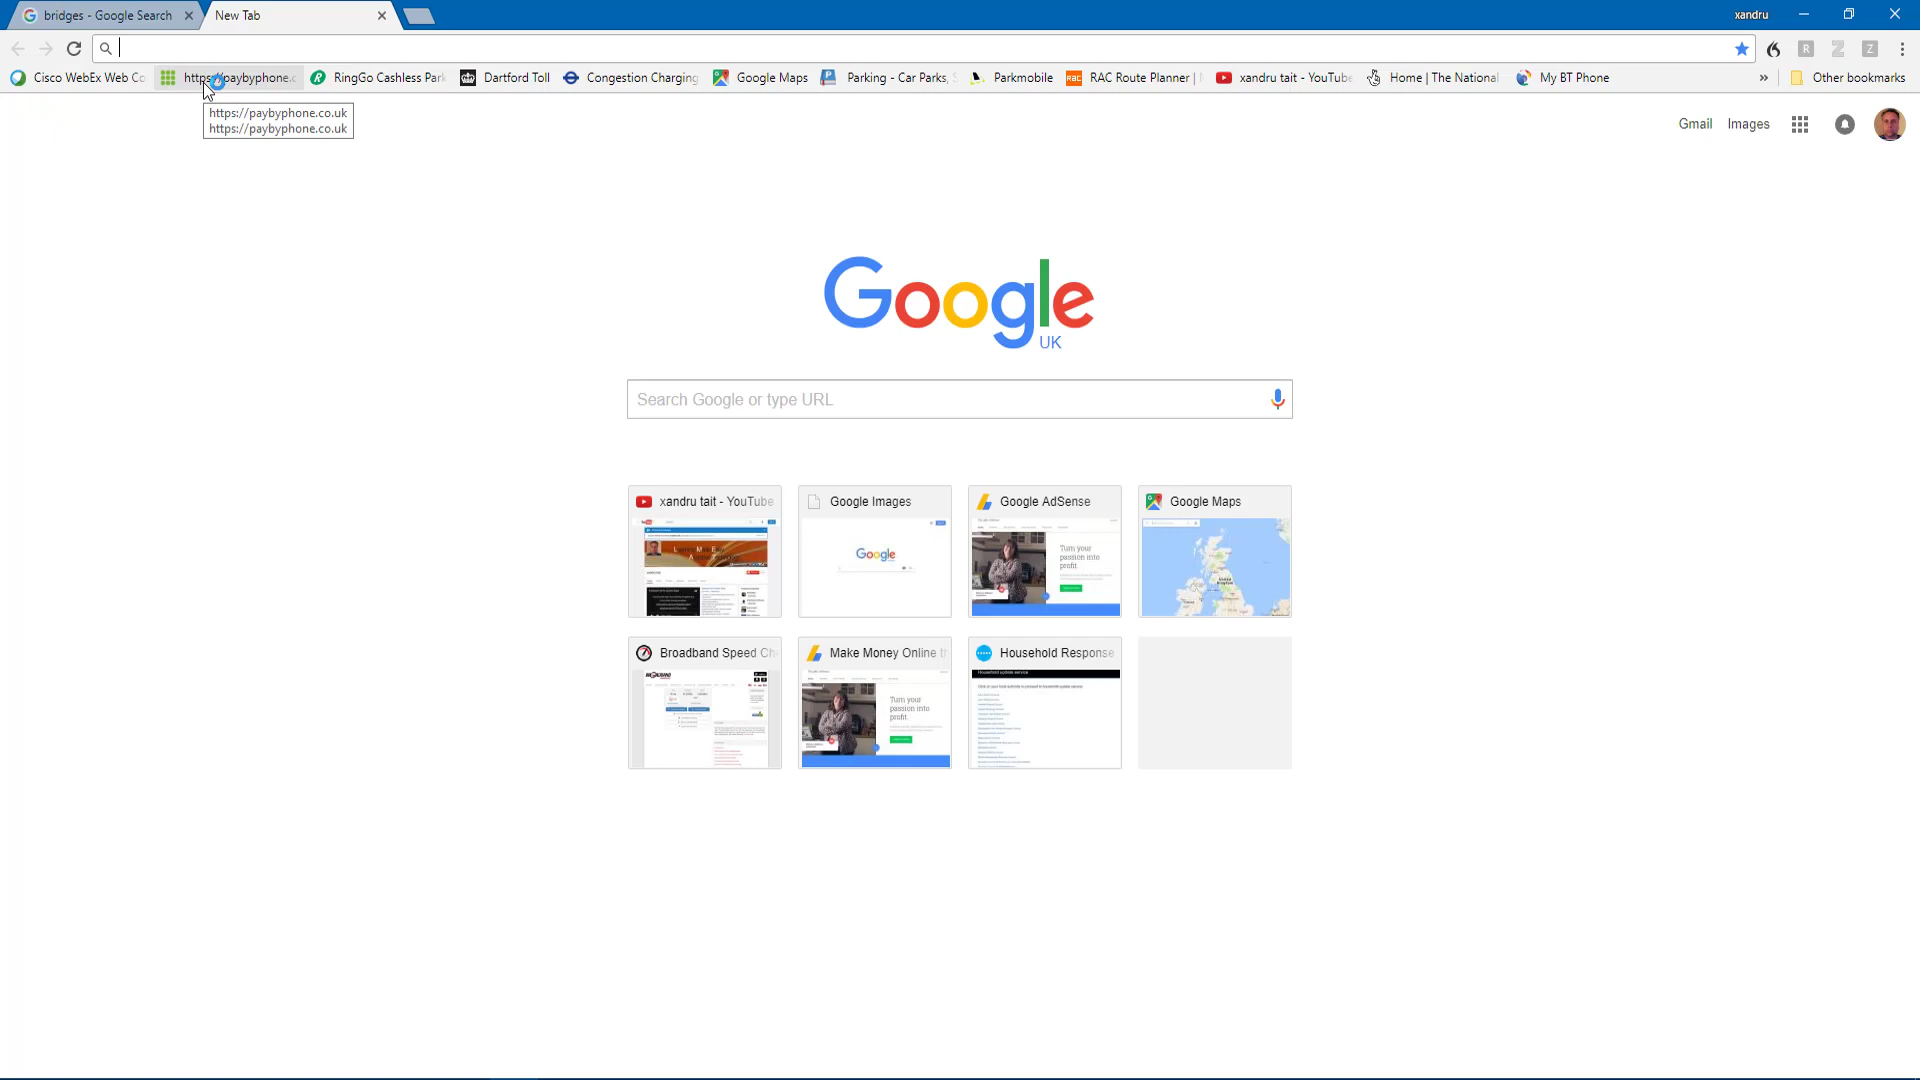 bridges - Google Search
New Tab
xandru
Cisco WebEx Web Co
https://paybyphone.c
RingGo Cashless Park
Dartford Toll
Congestion Charging
Google Maps
Parking - Car Parks,
Parkmobile
RAC Route Planner |
xandru tait - YouTube
Home | The National
My BT Phone
»
Other bookmarks
https://paybyphone.co.uk
https://paybyphone.co.uk
Gmail
Images
Google
UK
Search Google or type URL
xandru tait - YouTube
Google Images
Google AdSense
Google Maps
Google
Turn your
passion into
profit
Broadband Speed Ch
Make Money Online th
Household Response
Turn your
passion into
profit
Household update service